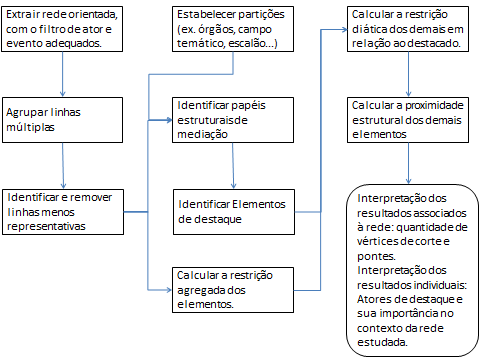 Extrair rede orientada,
com o filtro de ator e
evento adequados.
Agrupar linhas
múltiplas
Identificar e remover
linhas menos
representativas
Estabelecer partições
(ex. órgãos, campo
temático, escalão...)
Identificar papéis
estruturais de
mediação
Identificar Elementos
de destaque
Calcular a restrição
agregada dos
elementos.
Calcular a restrição
diática dos demais em
relação ao destacado.
Calcular a proximidade
estrutural dos demais
elementos
Interpretação dos
resultados associados
à rede: quantidade de
vértices de corte e
pontes.
Interpretação dos
resultados individuais:
Atores de destaque e
sua importância no
contexto da rede
estudada.